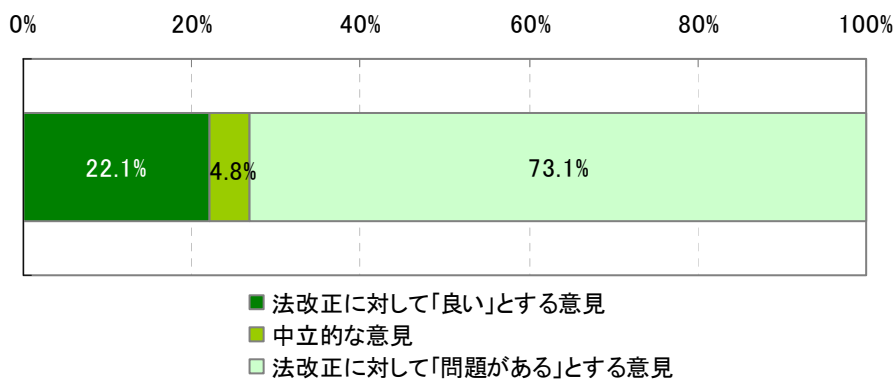 0% 20% 40% 60% 80% 100%
22.1% 4.8% 73.1%
法改正に対して「良い」とする意見
中立的な意見
法改正に対して「問題がある」とする意見